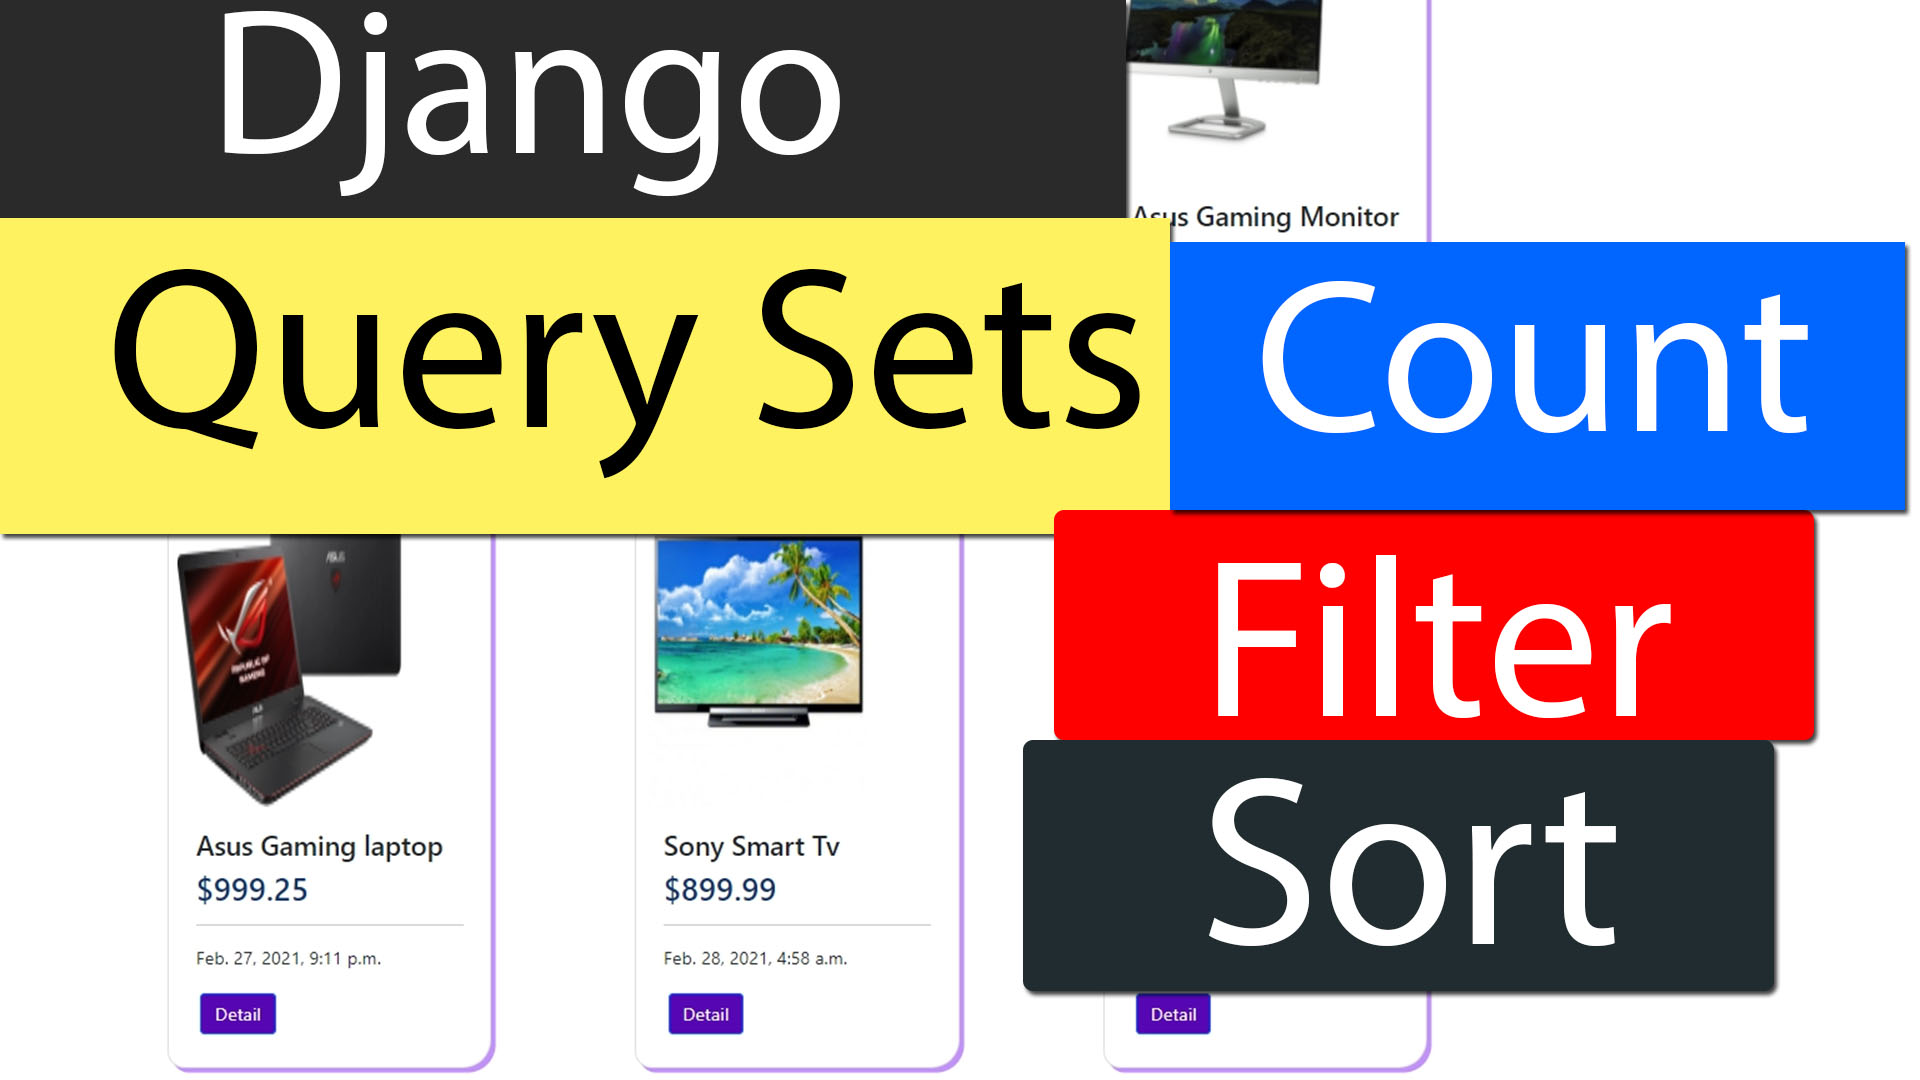 Django
Asus Gaming Monitor
Query Sets
Count
Filter
Sort
ASUS
Asus Gaming laptop
$999.25
Feb. 27, 2021, 9:11 p.m.
Detail
Sony Smart Tv
$899.99
Feb. 28, 2021, 4:58 a.m.
Detail
Detail